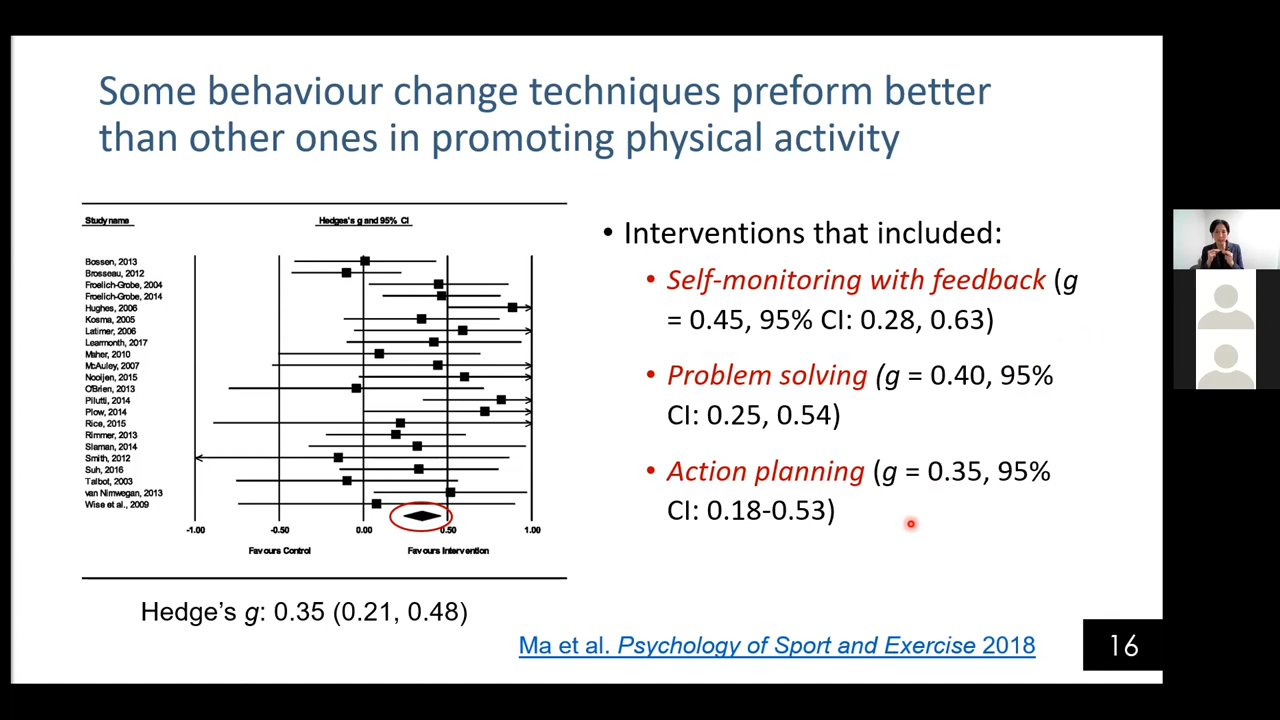 Some behaviour change techniques preform better
than other ones in promoting physical activity
Study name
Hedges's g and 95% CI
Bossen, 2013
Brosseau, 2012
Froelich-Grobe, 2004
Froelich-Grobe, 2014
Hughes, 2006
Kosma, 2005
Latimer, 2006
Learmonth, 2017
Maher, 2010
McAuley, 2007
Nooijen, 2015
O'Brien, 2013
Pilutti, 2014
Plow, 2014
Rice, 2015
Rimmer, 2013
Slaman, 2014
Smith, 2012
Suh, 2016
Talbot, 2003
van Nimwegan, 2013
Wise et al., 2009
-1.00 -0.50 0.00 0.50 1.00
Favours Control Favours Intervention
Hedge's g: 0.35 (0.21, 0.48)
• Interventions that included:
• Self-monitoring with feedback (g
= 0.45, 95% CI: 0.28, 0.63)
• Problem solving (g = 0.40, 95%
CI: 0.25, 0.54)
• Action planning (g = 0.35, 95%
CI: 0.18-0.53)
Ma et al. Psychology of Sport and Exercise 2018
16